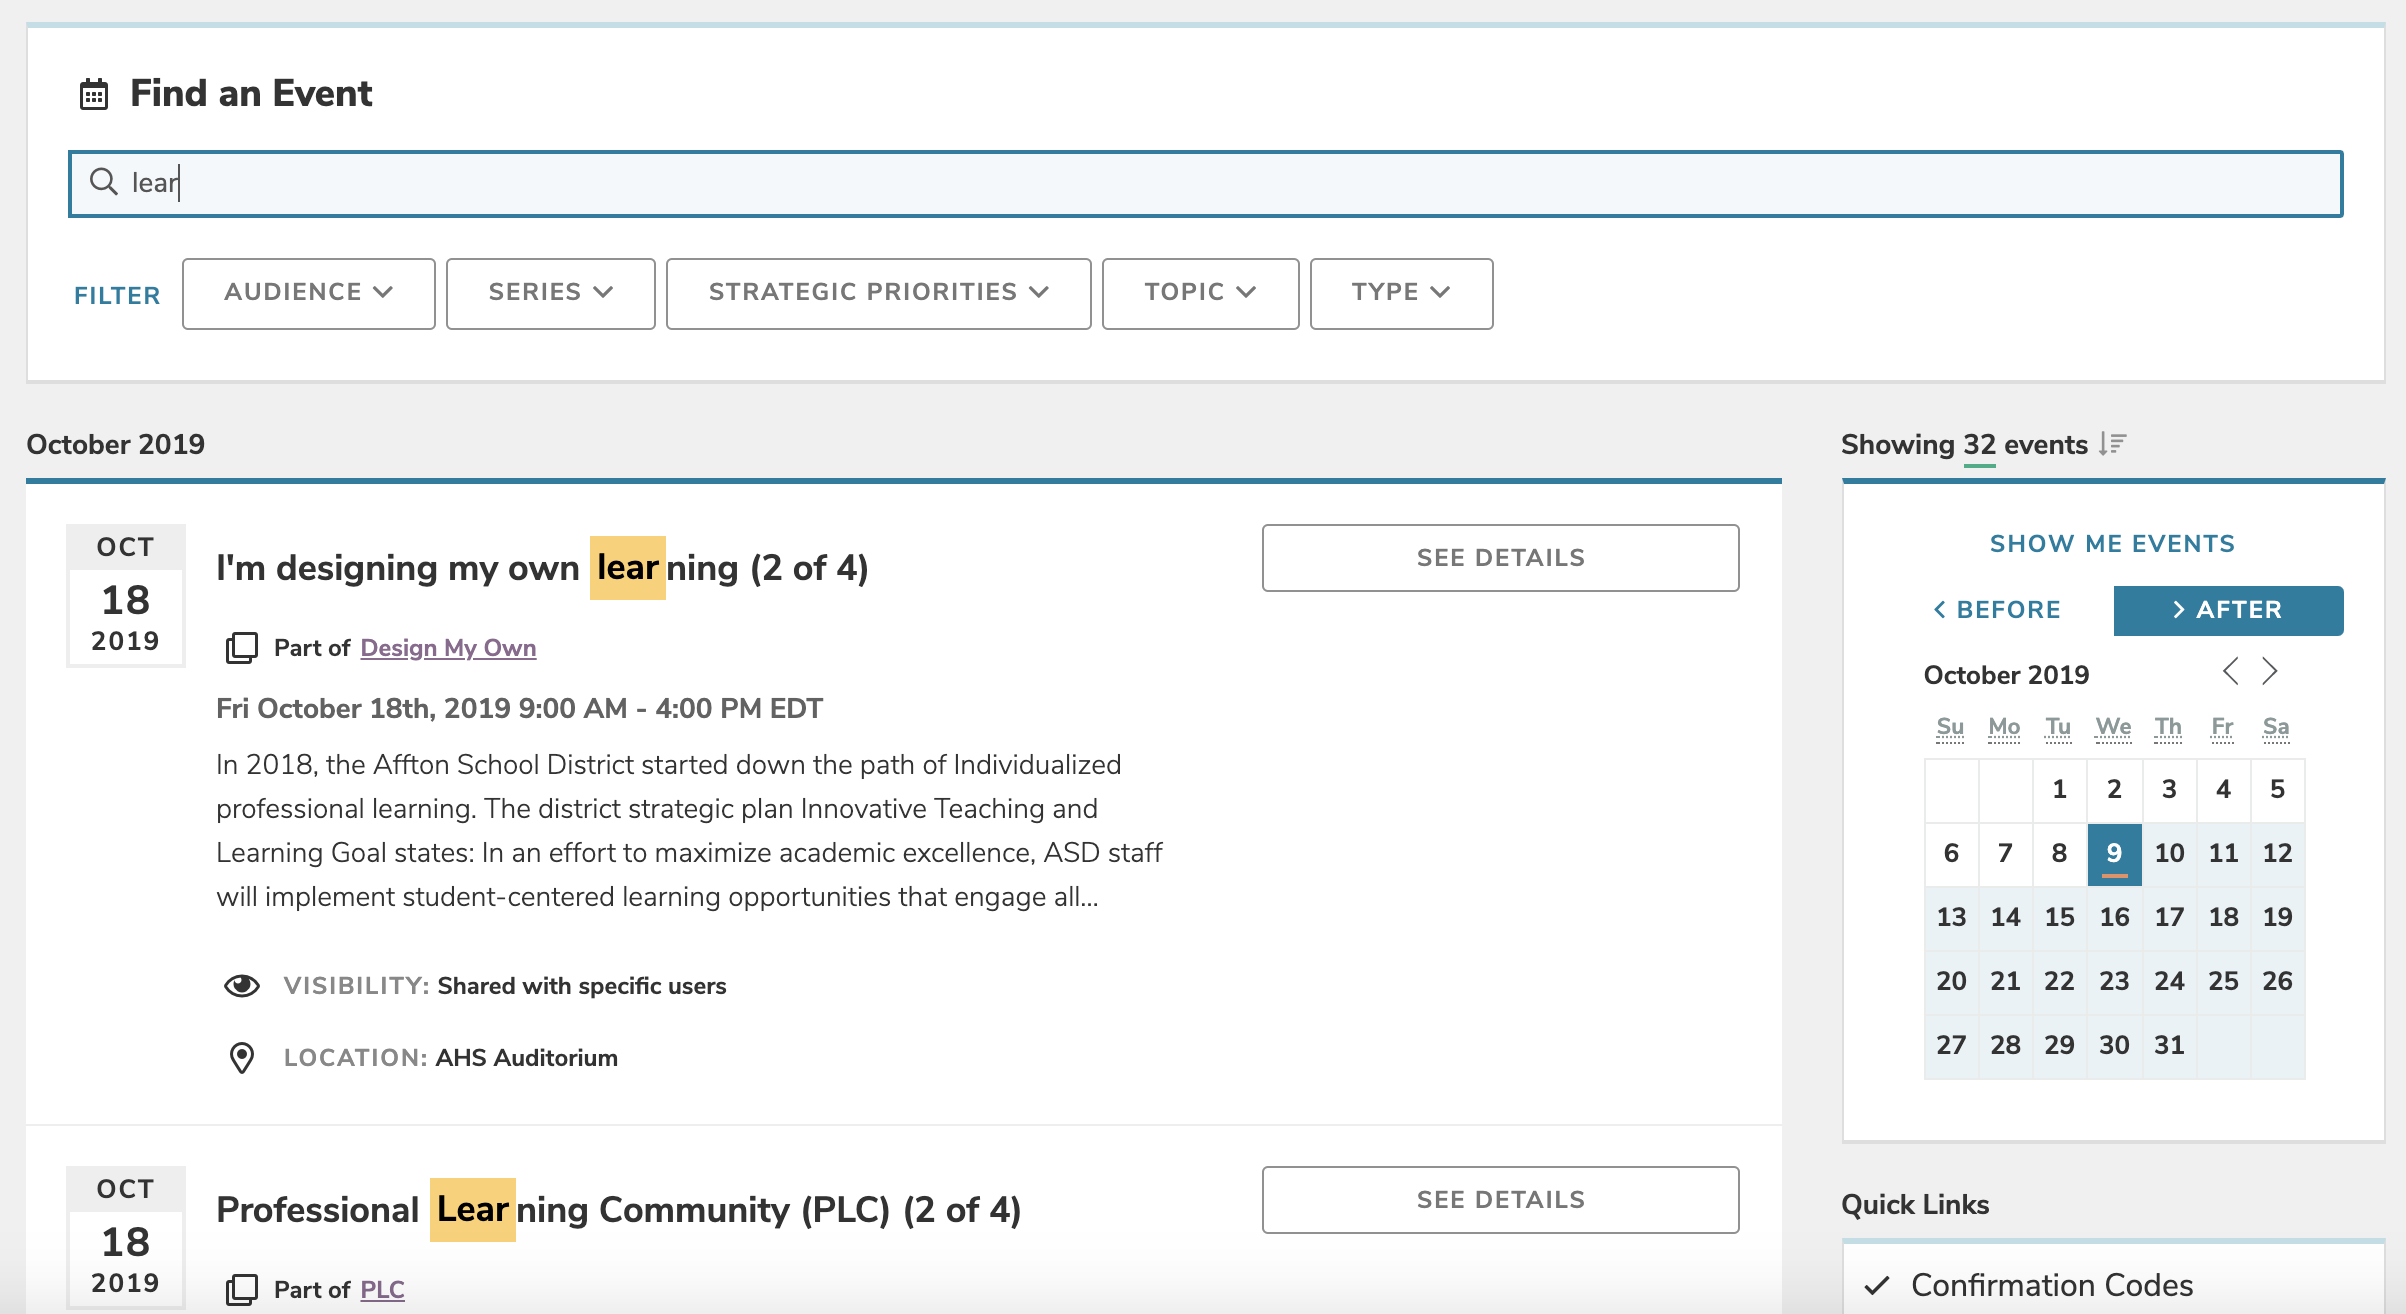 Find an Event
lear
FILTER
AUDIENCE
SERIES
STRATEGIC PRIORITIES
TOPIC
TYPE
October 2019
OCT
18
2019
I'm designing my own learning (2 of 4)
SEE DETAILS
Part of Design My Own
Fri October 18th, 2019 9:00 AM - 4:00 PM EDT
In 2018, the Affton School District started down the path of Individualized
professional learning. The district strategic plan Innovative Teaching and
Learning Goal states: In an effort to maximize academic excellence, ASD staff
will implement student-centered learning opportunities that engage all...
VISIBILITY: Shared with specific users
LOCATION: AHS Auditorium
OCT
18
2019
Professional Learning Community (PLC) (2 of 4)
SEE DETAILS
Part of PLC
Showing 32 events
SHOW ME EVENTS
< BEFORE
> AFTER
October 2019
Su Mo Tu We Th Fr Sa
1 2 3 4 5
6 7 8 9 10 11 12
13 14 15 16 17 18 19
20 21 22 23 24 25 26
27 28 29 30 31
Quick Links
Confirmation Codes